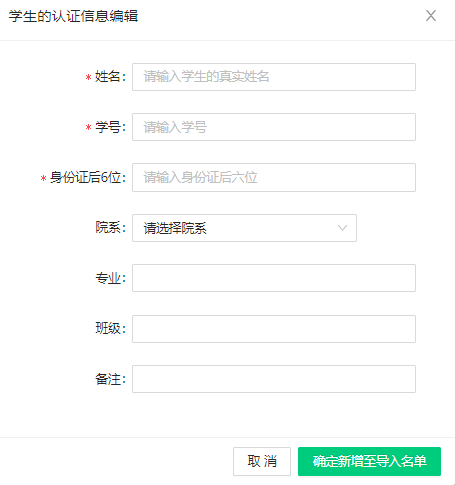 学生的认证信息编辑
* 姓名: 请输入学生的真实姓名
* 学号: 请输入学号
* 身份证后6位: 请输入身份证后六位
院系: 请选择院系
专业:
班级:
备注:
取 消 确定新增至导入名单